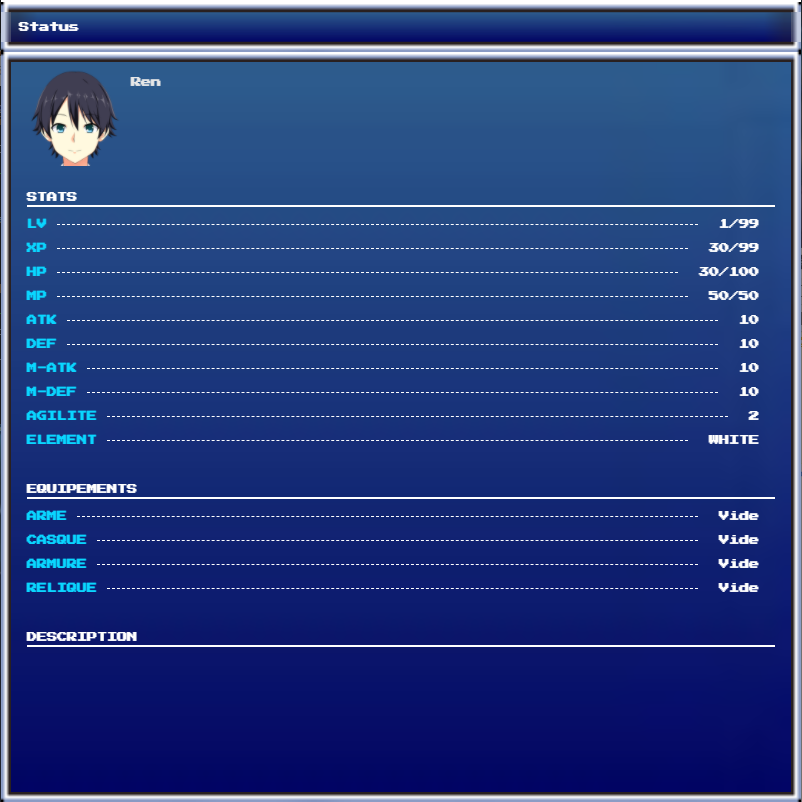 Status
Ren
STATS
LV 1/99
XP 30/99
HP 30/100
MP 50/50
ATK 10
DEF 10
M-ATK 10
M-DEF 10
AGILITE 2
ELEMENT WHITE
EQUIPEMENTS
ARME Vide
CASQUE Vide
ARMURE Vide
RELIQUE Vide
DESCRIPTION